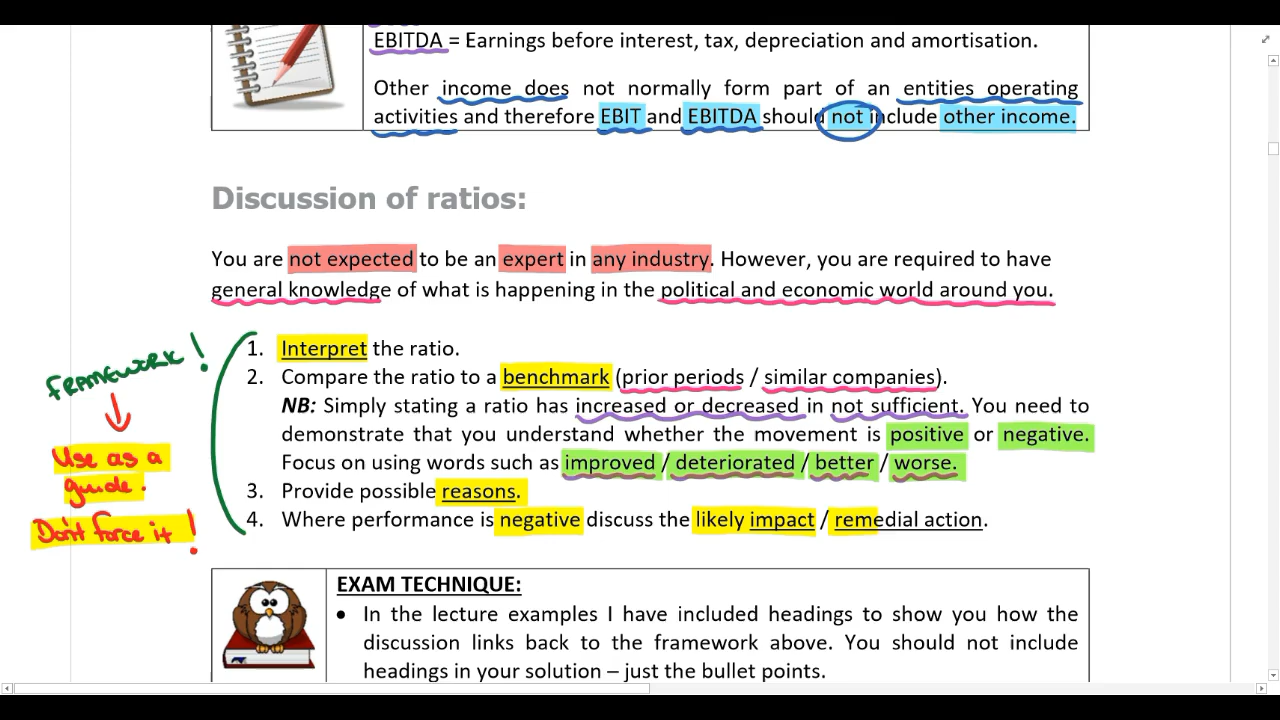 EBITDA = Earnings before interest, tax, depreciation and amortisation.
Other income does not normally form part of an entities operating
activities and therefore EBIT and EBITDA should not include other income.
Discussion of ratios:
You are not expected to be an expert in any industry. However, you are required to have
general knowledge of what is happening in the political and economic world around you.
FRAMEWORK!
Use as a
guide.
Don't force it!
1. Interpret the ratio.
2. Compare the ratio to a benchmark (prior periods / similar companies).
NB: Simply stating a ratio has increased or decreased in not sufficient. You need to
demonstrate that you understand whether the movement is positive or negative.
Focus on using words such as improved / deteriorated / better / worse.
3. Provide possible reasons.
4. Where performance is negative discuss the likely impact / remedial action.
EXAM TECHNIQUE:
• In the lecture examples I have included headings to show you how the
discussion links back to the framework above. You should not include
headings in your solution – just the bullet points.